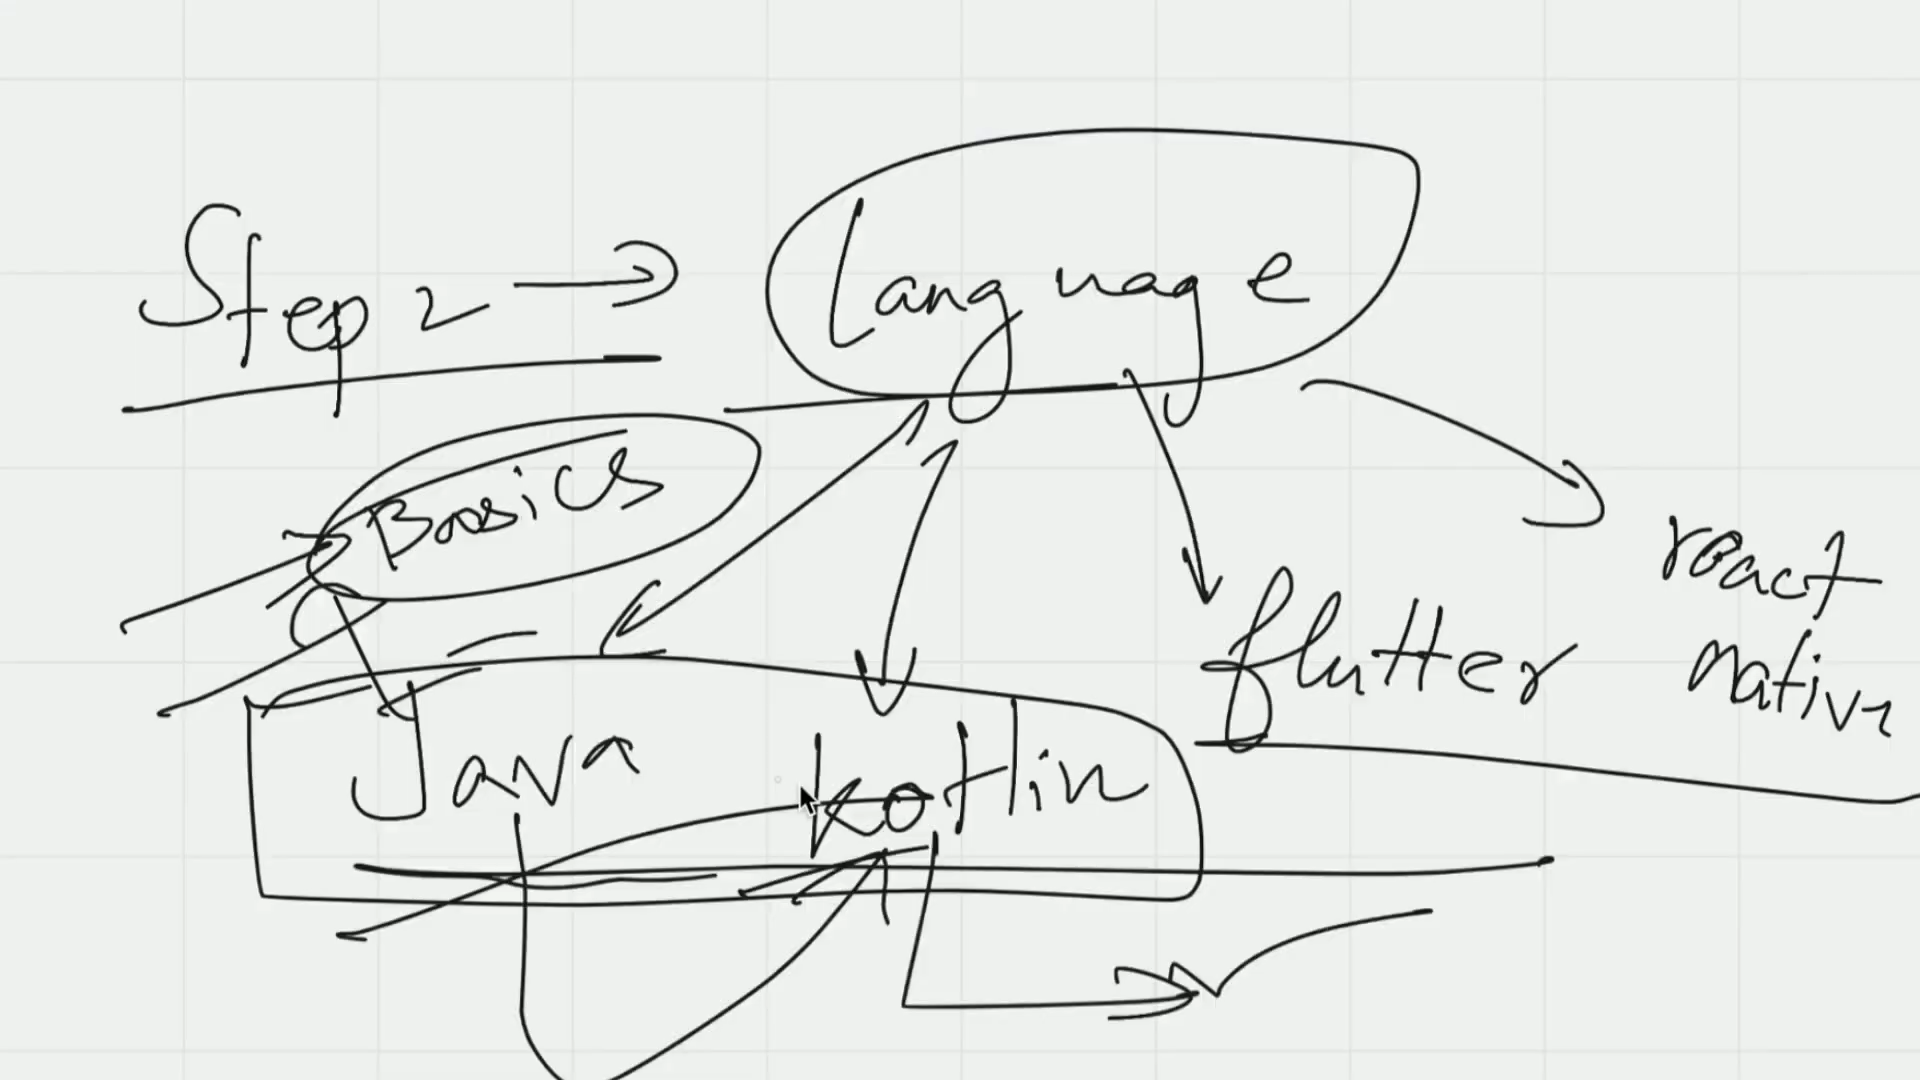 Step 2 → Language
Basics
react
native
flutter
Java Kotlin